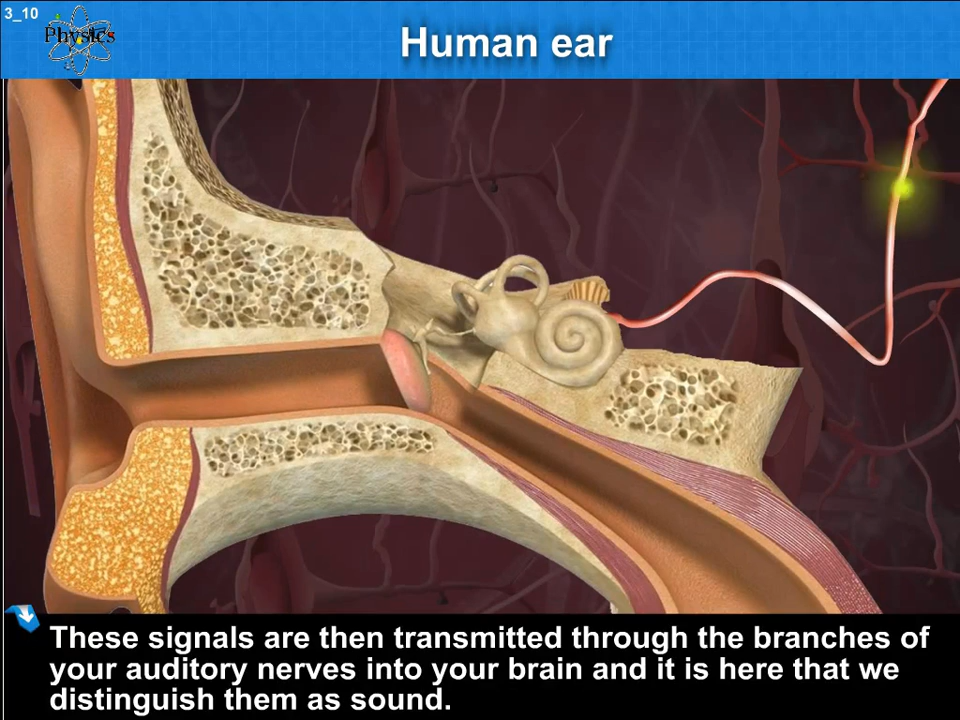 3_10
Physics
Human ear
These signals are then transmitted through the branches of
your auditory nerves into your brain and it is here that we
distinguish them as sound.